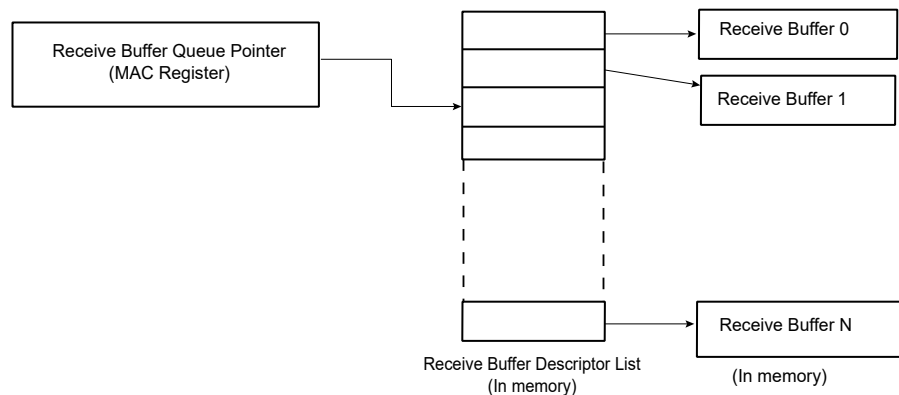 Receive Buffer Queue Pointer
(MAC Register)
Receive Buffer 0
Receive Buffer 1
Receive Buffer N
Receive Buffer Descriptor List
(In memory)
(In memory)